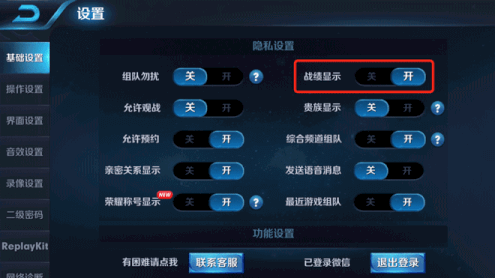 设置
基础设置
操作设置
界面设置
音效设置
录像设置
二级密码
ReplayKit
网络诊断
隐私设置
组队勿扰 关 开 ?
战绩显示 关 开
允许观战 关 开
贵族显示 关 开 ?
允许预约 关 开 ?
综合频道组队 关 开 ?
亲密关系显示 关 开
发送语音消息 关 开
荣耀称号显示 NEW 关 开 ?
最近游戏组队 关 开
功能设置
有困难请点我 联系客服
已登录微信 退出登录